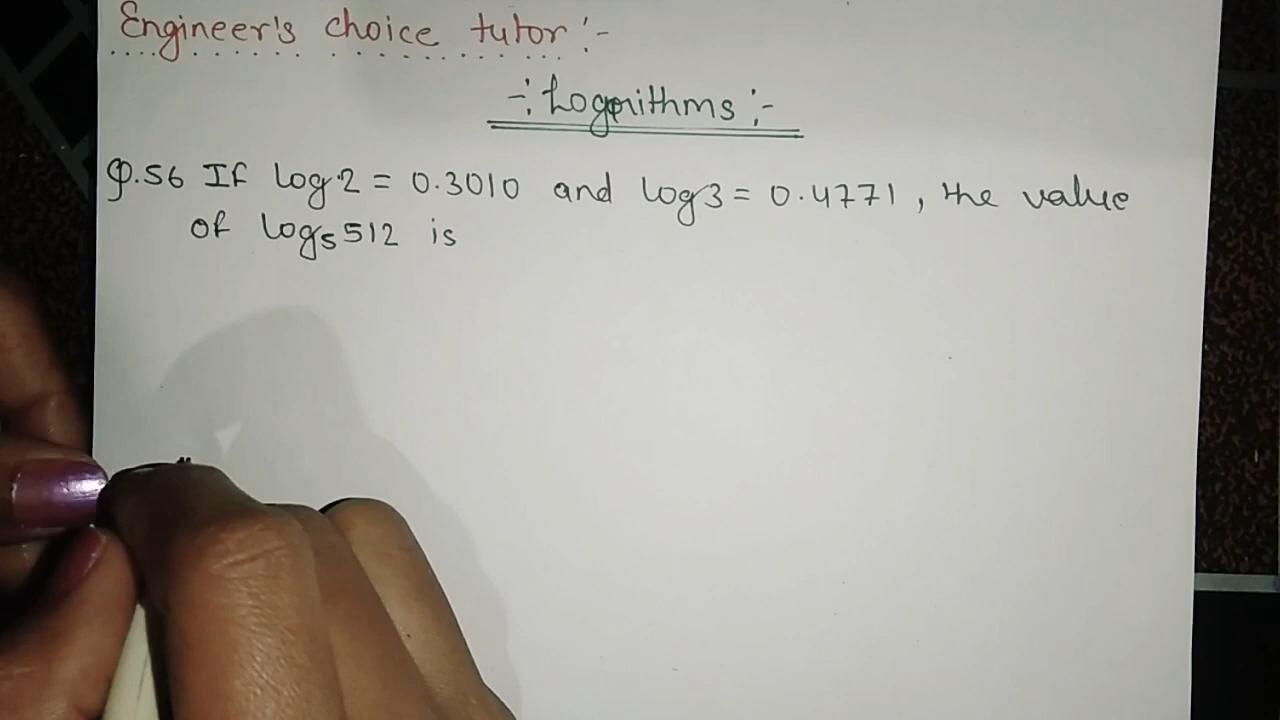 Engineer's choice tutor :-
-: Logorithms :-
Q.56 If log 2 = 0.3010 and log 3 = 0.4771, the value
of log₅ 512 is